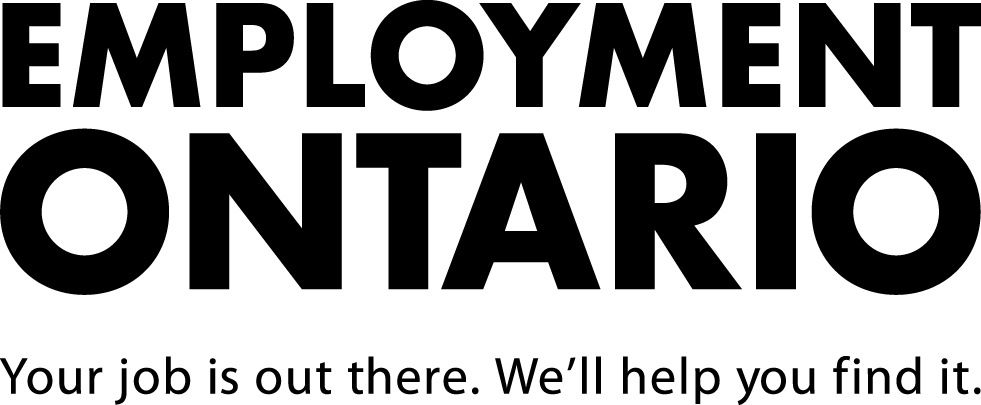 EMPLOYMENT
ONTARIO
Your job is out there. We’ll help you find it.